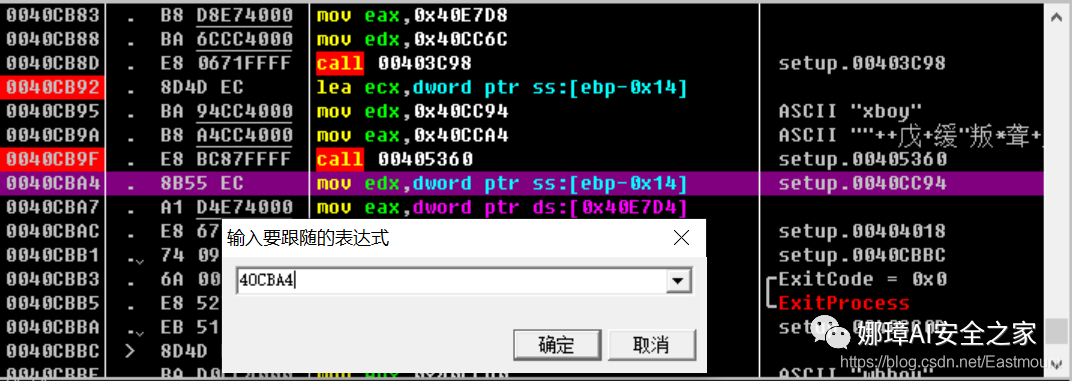 0040CB83 . B8 D8E74000 mov eax,0x40E7D8
0040CB88 . BA 6CCC4000 mov edx,0x40CC6C
0040CB8D . E8 0671FFFF call 00403C98 setup.00403C98
0040CB92 . 8D4D EC lea ecx,dword ptr ss:[ebp-0x14]
0040CB95 . BA 94CC4000 mov edx,0x40CC94 ASCII "xboy"
0040CB9A . B8 A4CC4000 mov eax,0x40CCA4 ASCII ""++戊+缓"叛*聋+
0040CB9F . E8 BC87FFFF call 00405360 setup.00405360
0040CBA4 . 8B55 EC mov edx,dword ptr ss:[ebp-0x14] setup.0040CC94
0040CBA7 . A1 D4E74000 mov eax,dword ptr ds:[0x40E7D4]
0040CBAC . E8 67 setup.00404018
0040CBB1 . 74 09 setup.0040CBBC
0040CBB3 . 6A 00 ExitCode = 0x0
0040CBB5 . E8 52 ExitProcess
0040CBBA . EB 51
0040CBBC > 8D4D
输入要跟随的表达式
40CBA4
确定 取消
娜璋AI安全之家
https://blog.csdn.net/Eastmou